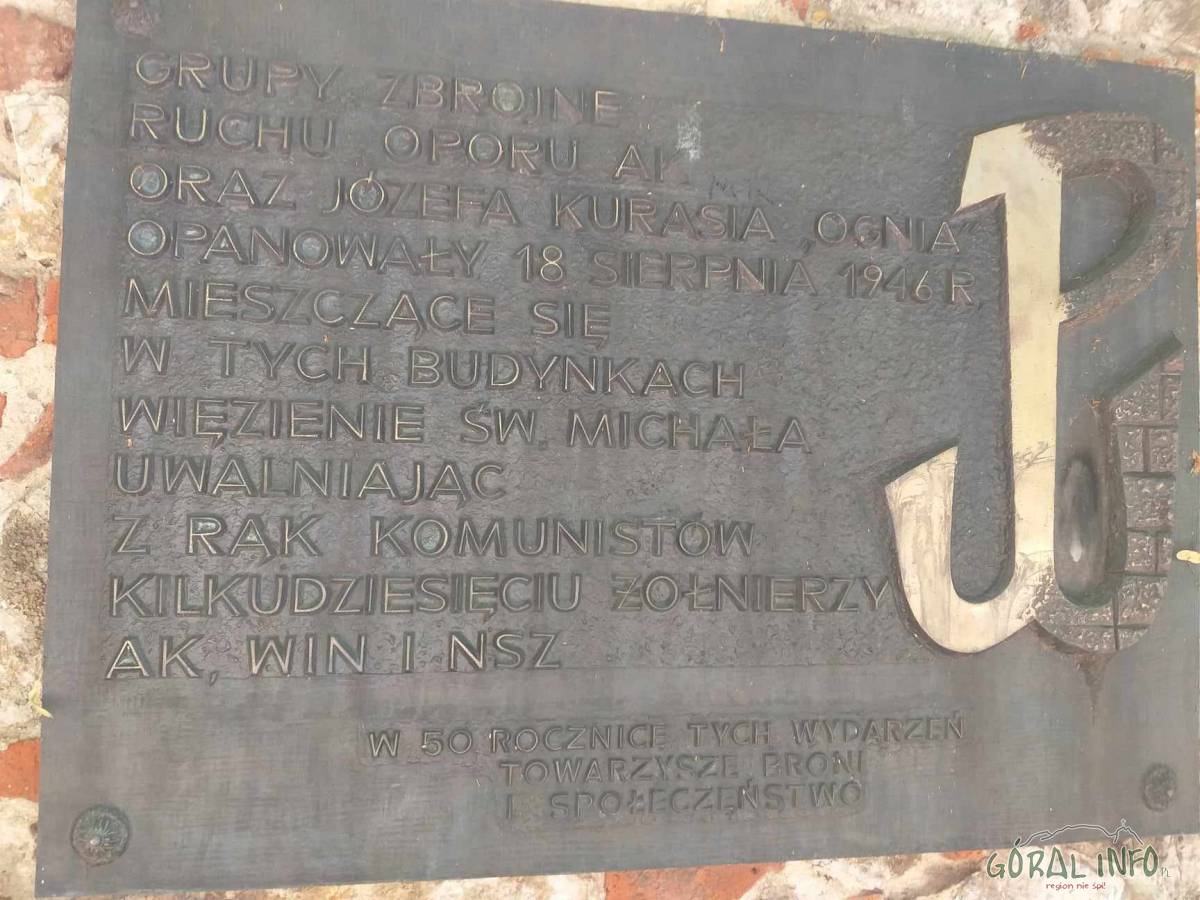 GRUPY ZBROJNE
RUCHU OPORU AK
ORAZ JÓZEFA KURASIA „OGNIA”
OPANOWAŁY 18 SIERPNIA 1946 R.
MIESZCZĄCE SIĘ
W TYCH BUDYNKACH
WIĘZIENIE ŚW. MICHAŁA
UWALNIAJĄC
Z RĄK KOMUNISTÓW
KILKUDZIESIĘCIU ŻOŁNIERZY
AK, WIN I NSZ
W 50 ROCZNICĘ TYCH WYDARZEŃ
TOWARZYSZE BRONI
I SPOŁECZEŃSTWO
GÓRAL INFO.PL
region nie śpi!